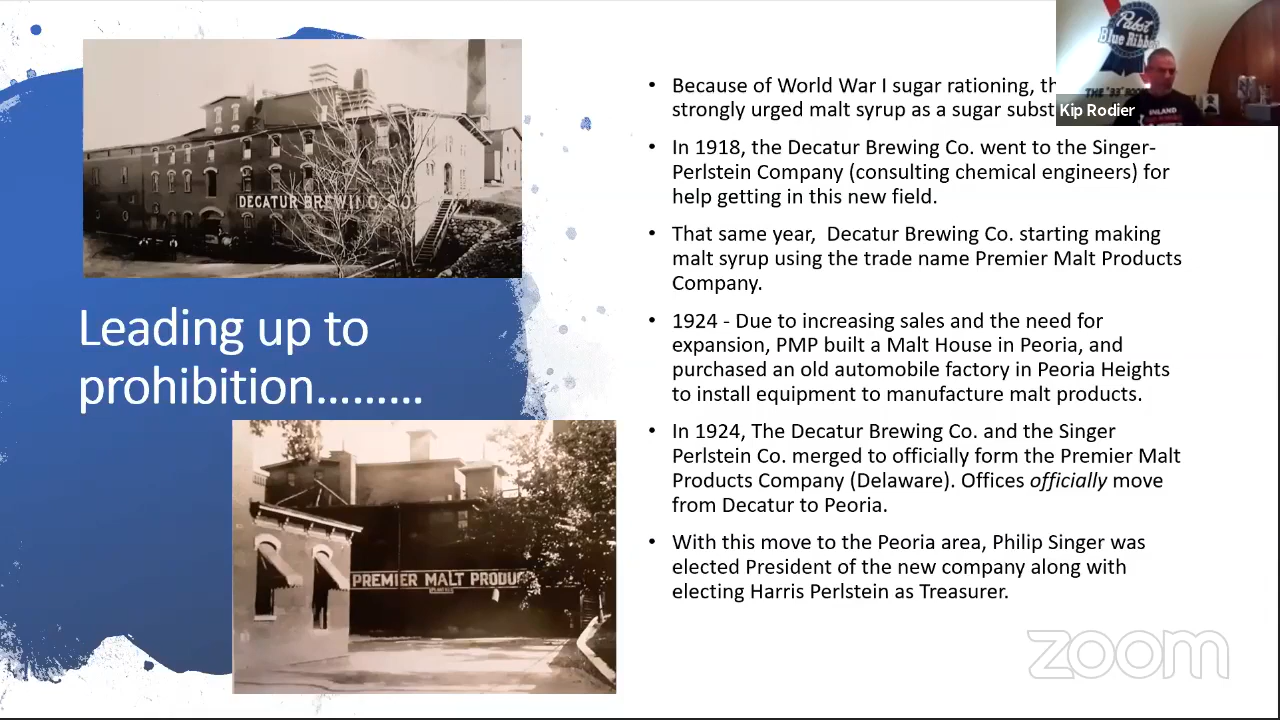 Because of World War I sugar rationing,
strongly urged malt syrup as a sugar
In 1918, the Decatur Brewing Co. went to the Singer-
Perlstein Company (consulting chemical engineers) for
help getting in this new field.
That same year, Decatur Brewing Co. starting making
malt syrup using the trade name Premier Malt Products
Company.
1924 - Due to increasing sales and the need for
expansion, PMP built a Malt House in Peoria, and
purchased an old automobile factory in Peoria Heights
to install equipment to manufacture malt products.
In 1924, The Decatur Brewing Co. and the Singer
Perlstein Co. merged to officially form the Premier Malt
Products Company (Delaware). Offices officially move
from Decatur to Peoria.
With this move to the Peoria area, Philip Singer was
elected President of the new company along with
electing Harris Perlstein as Treasurer.
Leading up to
prohibition.........
DECATUR BREWING CO.
PREMIER MALT
Pabst
Blue Ribbon
THE "33" ROOM
INLAND
Kip Rodier
zoom